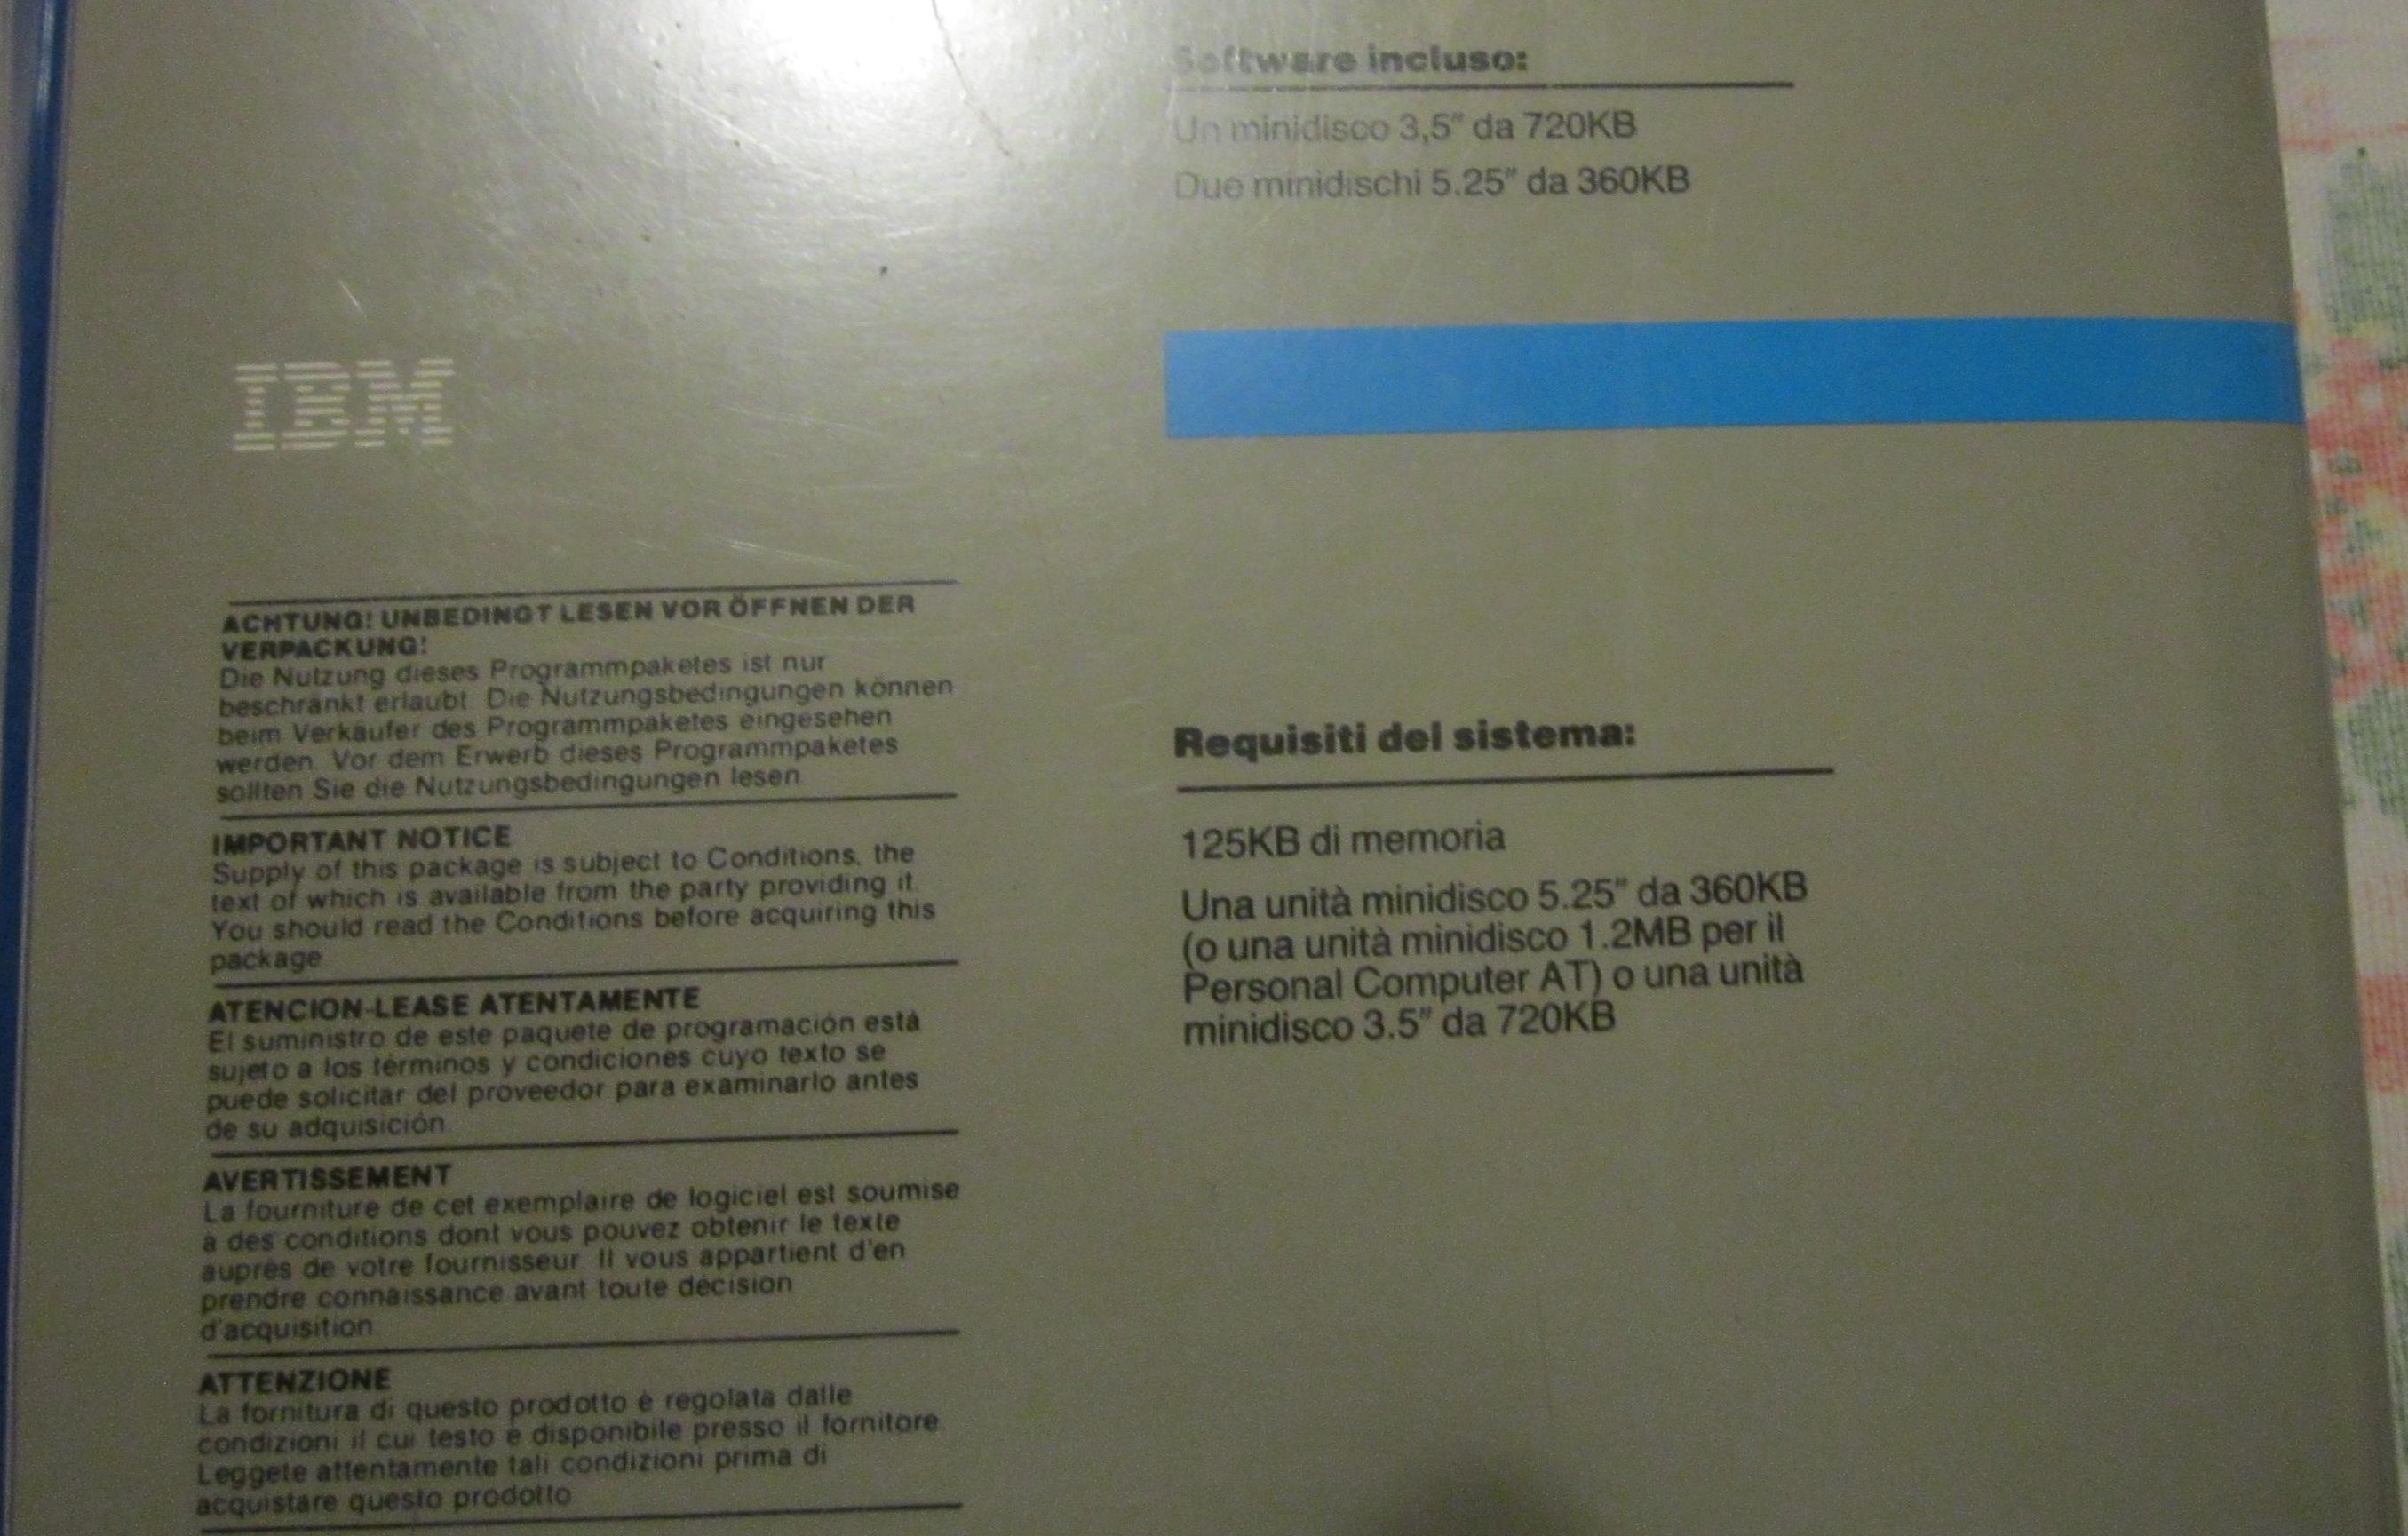 Software incluso:
Un minidisco 3,5" da 720KB
Due minidischi 5.25" da 360KB
IBM
ACHTUNG! UNBEDINGT LESEN VOR ÖFFNEN DER
VERPACKUNG!
Die Nutzung dieses Programmpaketes ist nur
beschränkt erlaubt. Die Nutzungsbedingungen können
beim Verkäufer des Programmpaketes eingesehen
werden. Vor dem Erwerb dieses Programmpaketes
sollten Sie die Nutzungsbedingungen lesen
IMPORTANT NOTICE
Supply of this package is subject to Conditions, the
text of which is available from the party providing it.
You should read the Conditions before acquiring this
package
ATENCION-LEASE ATENTAMENTE
El suministro de este paquete de programación está
sujeto a los términos y condiciones cuyo texto se
puede solicitar del proveedor para examinarlo antes
de su adquisición.
AVERTISSEMENT
La fourniture de cet exemplaire de logiciel est soumise
à des conditions dont vous pouvez obtenir le texte
auprès de votre fournisseur. Il vous appartient d'en
prendre connaissance avant toute décision
d'acquisition.
ATTENZIONE
La fornitura di questo prodotto è regolata dalle
condizioni il cui testo è disponibile presso il fornitore.
Leggete attentamente tali condizioni prima di
acquistare questo prodotto
Requisiti del sistema:
125KB di memoria
Una unità minidisco 5.25" da 360KB
(o una unità minidisco 1.2MB per il
Personal Computer AT) o una unità
minidisco 3.5" da 720KB